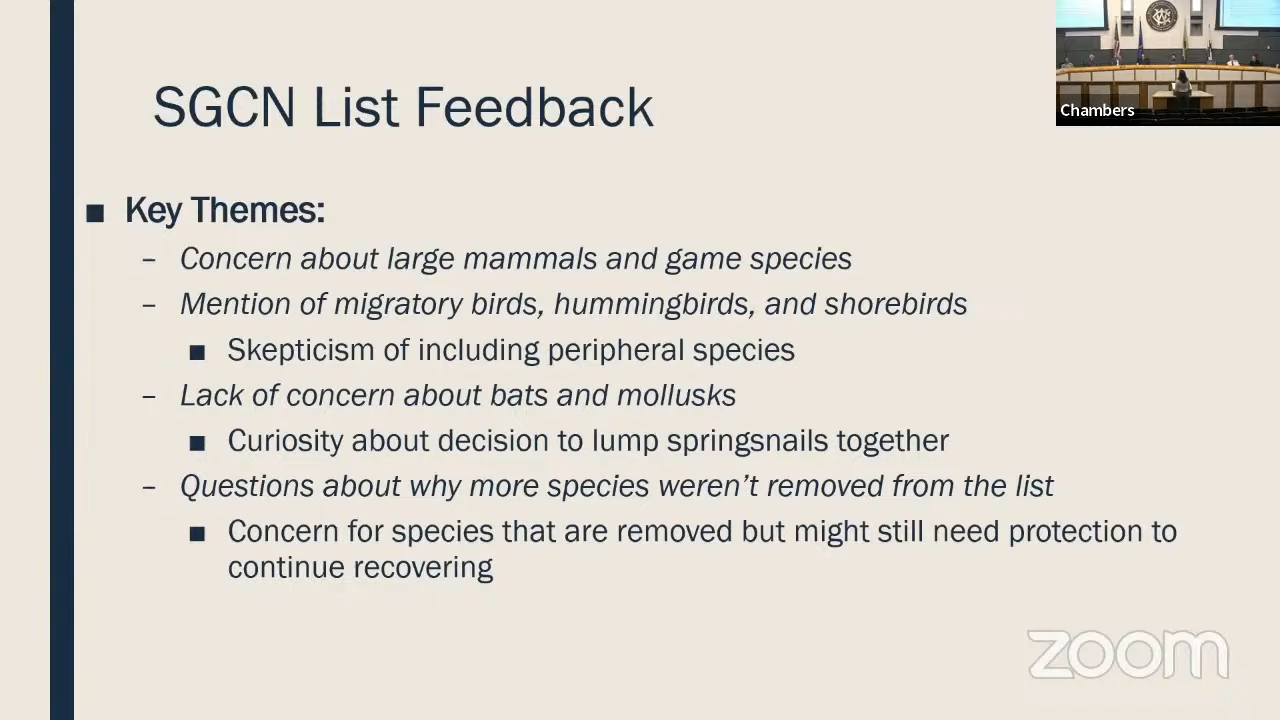 Chambers
SGCN List Feedback
■ Key Themes:
– Concern about large mammals and game species
– Mention of migratory birds, hummingbirds, and shorebirds
■ Skepticism of including peripheral species
– Lack of concern about bats and mollusks
■ Curiosity about decision to lump springsnails together
– Questions about why more species weren't removed from the list
■ Concern for species that are removed but might still need protection to
continue recovering
zoom